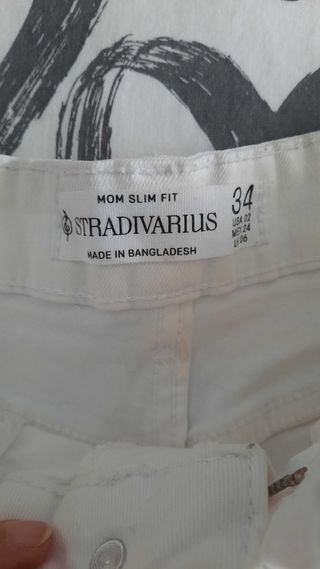 MOM SLIM FIT
STRADIVARIUS
MADE IN BANGLADESH
34
USA 02
MEX 24
UK 06